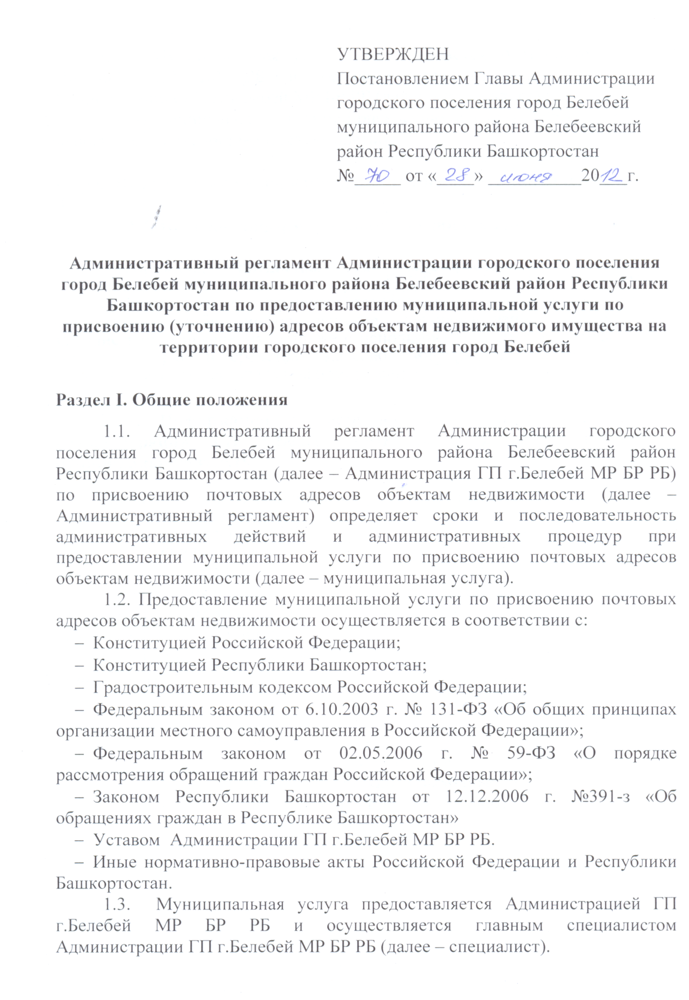 УТВЕРЖДЕН
Постановлением Главы Администрации
городского поселения город Белебей
муниципального района Белебеевский
район Республики Башкортостан
№ 70 от «28» июня 2012 г.
Административный регламент Администрации городского поселения
город Белебей муниципального района Белебеевский район Республики
Башкортостан по предоставлению муниципальной услуги по
присвоению (уточнению) адресов объектам недвижимого имущества на
территории городского поселения город Белебей
Раздел I. Общие положения
1.1. Административный регламент Администрации городского
поселения город Белебей муниципального района Белебеевский район
Республики Башкортостан (далее – Администрация ГП г.Белебей МР БР РБ)
по присвоению почтовых адресов объектам недвижимости (далее –
Административный регламент) определяет сроки и последовательность
административных действий и административных процедур при
предоставлении муниципальной услуги по присвоению почтовых адресов
объектам недвижимости (далее – муниципальная услуга).
1.2. Предоставление муниципальной услуги по присвоению почтовых
адресов объектам недвижимости осуществляется в соответствии с:
– Конституцией Российской Федерации;
– Конституцией Республики Башкортостан;
– Градостроительным кодексом Российской Федерации;
– Федеральным законом от 6.10.2003 г. № 131-ФЗ «Об общих принципах
организации местного самоуправления в Российской Федерации»;
– Федеральным законом от 02.05.2006 г. № 59-ФЗ «О порядке
рассмотрения обращений граждан Российской Федерации»;
– Законом Республики Башкортостан от 12.12.2006 г. №391-з «Об
обращениях граждан в Республике Башкортостан»
– Уставом Администрации ГП г.Белебей МР БР РБ.
– Иные нормативно-правовые акты Российской Федерации и Республики
Башкортостан.
1.3. Муниципальная услуга предоставляется Администрацией ГП
г.Белебей МР БР РБ и осуществляется главным специалистом
Администрации ГП г.Белебей МР БР РБ (далее – специалист).